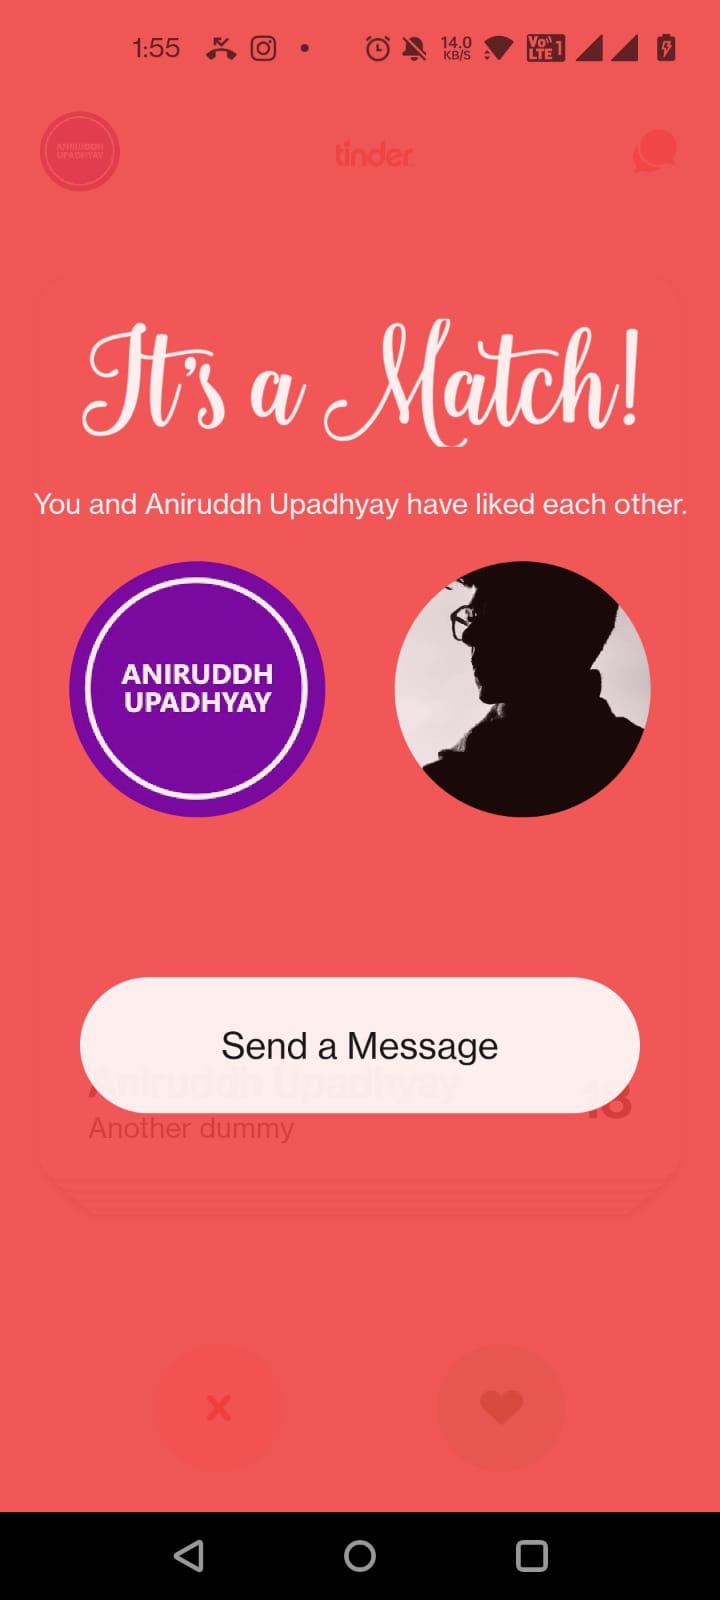 1:55
14.0
KB/S
Vo
LTE 1
ANIRUDDH
UPADHYAY
tinder
It's a Match!
You and Aniruddh Upadhyay have liked each other.
ANIRUDDH
UPADHYAY
Send a Message
Aniruddh Upadhyay
18
Another dummy